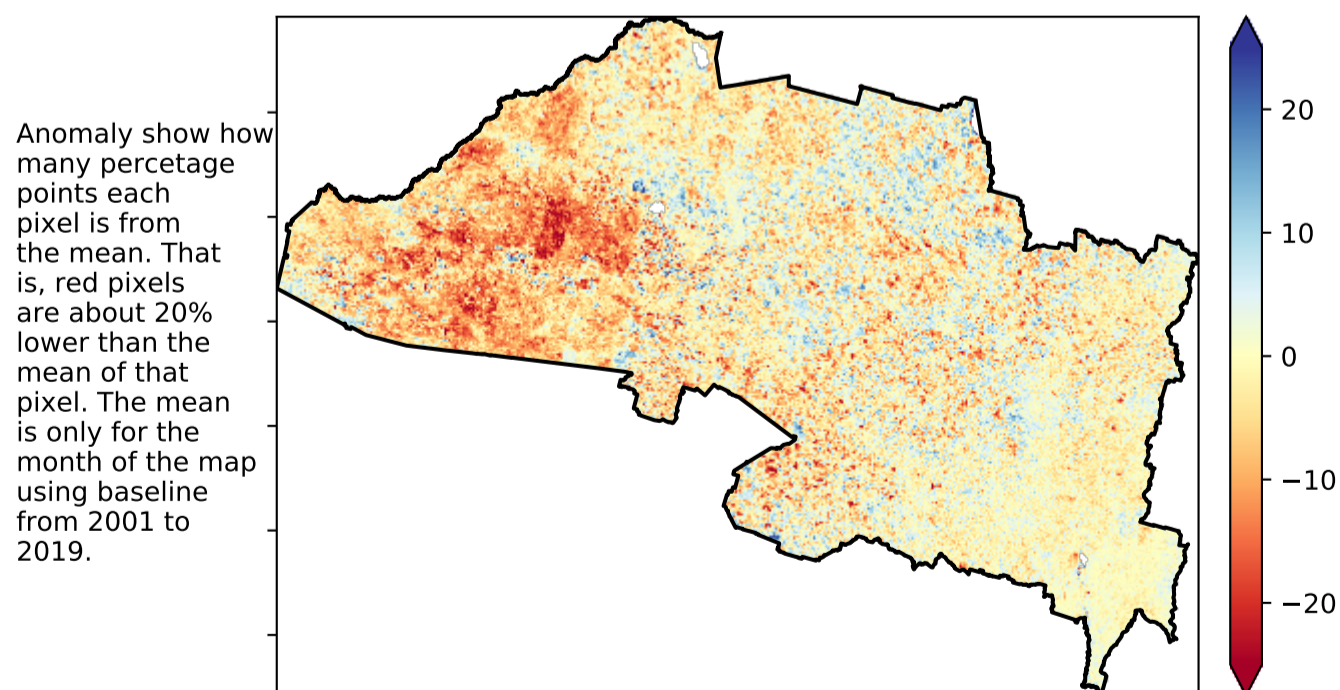 Anomaly show how
many percetage
points each
pixel is from
the mean. That
is, red pixels
are about 20%
lower than the
mean of that
pixel. The mean
is only for the
month of the map
using baseline
from 2001 to
2019.
20
10
0
−10
−20